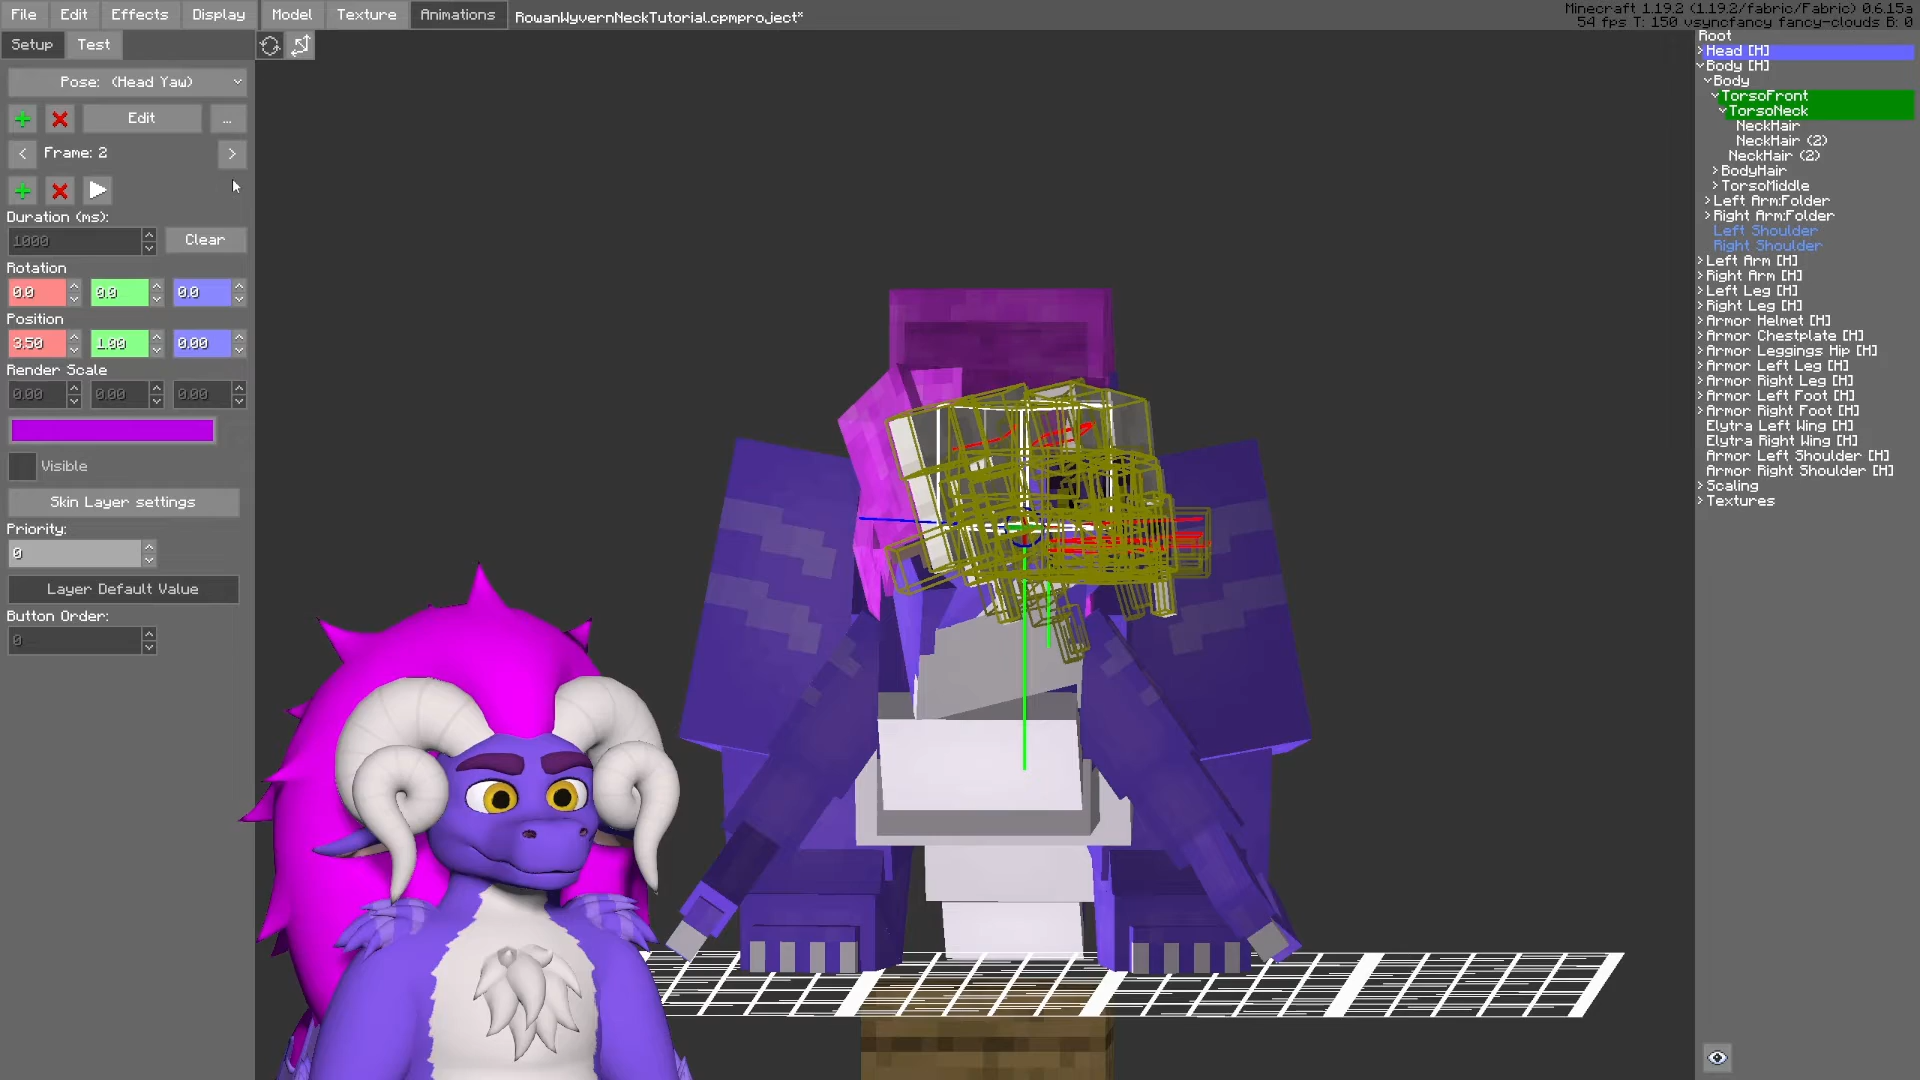 File Edit Effects Display Model Texture Animations RowanWyvernNeckTutorial.cpmproject*
Minecraft 1.19.2 (1.19.2/fabric/Fabric) 0.6.15a
54 fps T: 150 vsyncfancy fancy-clouds B: 0
Setup Test
Pose: (Head Yaw)
Edit ...
< Frame: 2 >
Duration (ms):
1000 Clear
Rotation
0.0 0.0 0.0
Position
3.50 1.00 0.00
Render Scale
0.00 0.00 0.00
Visible
Skin Layer settings
Priority:
0
Layer Default Value
Button Order:
0
Root
Head [H]
Body [H]
Body
TorsoFront
TorsoNeck
NeckHair
NeckHair (2)
NeckHair (2)
BodyHair
TorsoMiddle
Left Arm:Folder
Right Arm:Folder
Left Shoulder
Right Shoulder
Left Arm [H]
Right Arm [H]
Left Leg [H]
Right Leg [H]
Armor Helmet [H]
Armor Chestplate [H]
Armor Leggings Hip [H]
Armor Left Leg [H]
Armor Right Leg [H]
Armor Left Foot [H]
Armor Right Foot [H]
Elytra Left Wing [H]
Elytra Right Wing [H]
Armor Left Shoulder [H]
Armor Right Shoulder [H]
Scaling
Textures